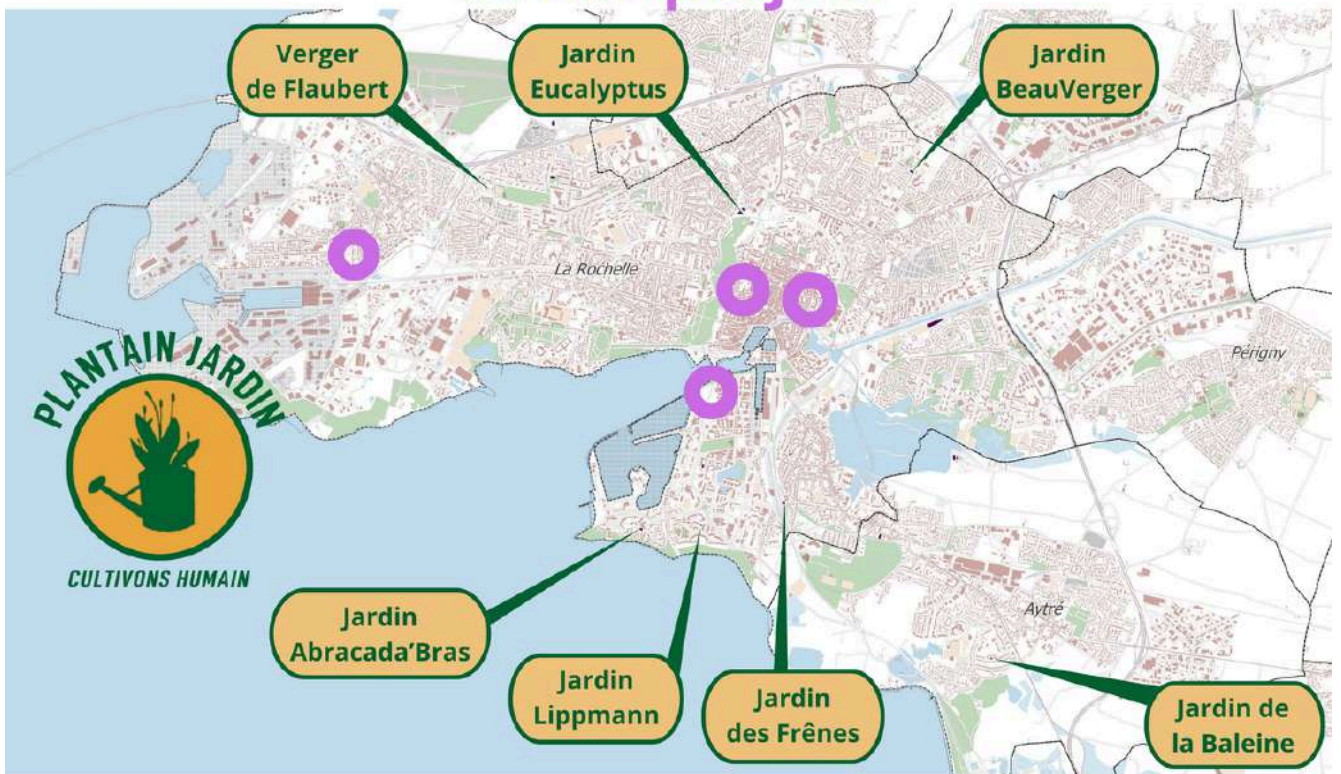 Verger
de Flaubert
Jardin
Eucalyptus
Jardin
BeauVerger
La Rochelle
Périgny
PLANTAIN JARDIN
CULTIVONS HUMAIN
Aytré
Jardin
Abracada'Bras
Jardin
Lippmann
Jardin
des Frênes
Jardin de
la Baleine